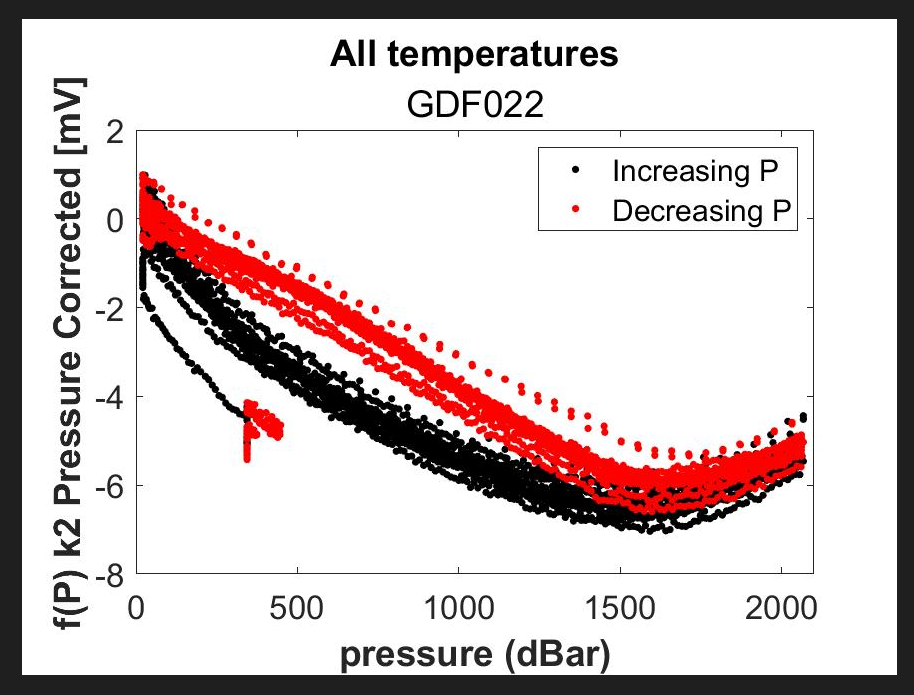 All temperatures
GDF022
f(P) k2 Pressure Corrected [mV]
2
0
-2
-4
-6
-8
Increasing P
Decreasing P
0 500 1000 1500 2000
pressure (dBar)